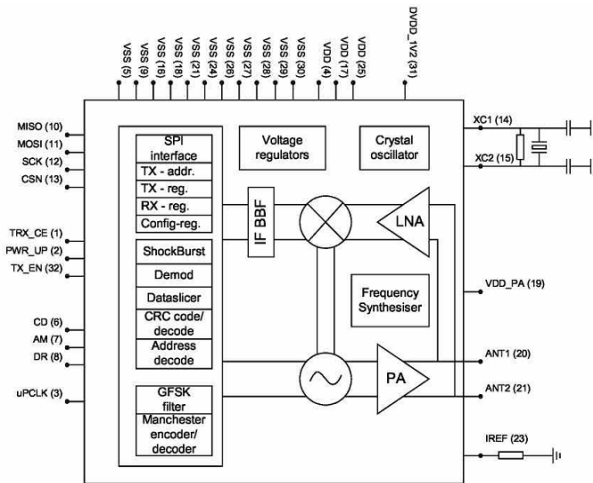 VSS (5)
VSS (9)
VSS (16)
VSS (18)
VSS (21)
VSS (24)
VSS (26)
VSS (27)
VSS (28)
VSS (29)
VSS (30)
VDD (4)
VDD (17)
VDD (25)
DVDD_1V2 (31)
MISO (10)
MOSI (11)
SCK (12)
CSN (13)
TRX_CE (1)
PWR_UP (2)
TX_EN (32)
CD (6)
AM (7)
DR (8)
uPCLK (3)
SPI
interface
TX - addr.
TX - reg.
RX - reg.
Config-reg.
ShockBurst
Demod
Dataslicer
CRC code/
decode
Address
decode
GFSK
filter
Manchester
encoder/
decoder
Voltage
regulators
Crystal
oscillator
IF BBF
LNA
Frequency
Synthesiser
PA
XC1 (14)
XC2 (15)
VDD_PA (19)
ANT1 (20)
ANT2 (21)
IREF (23)